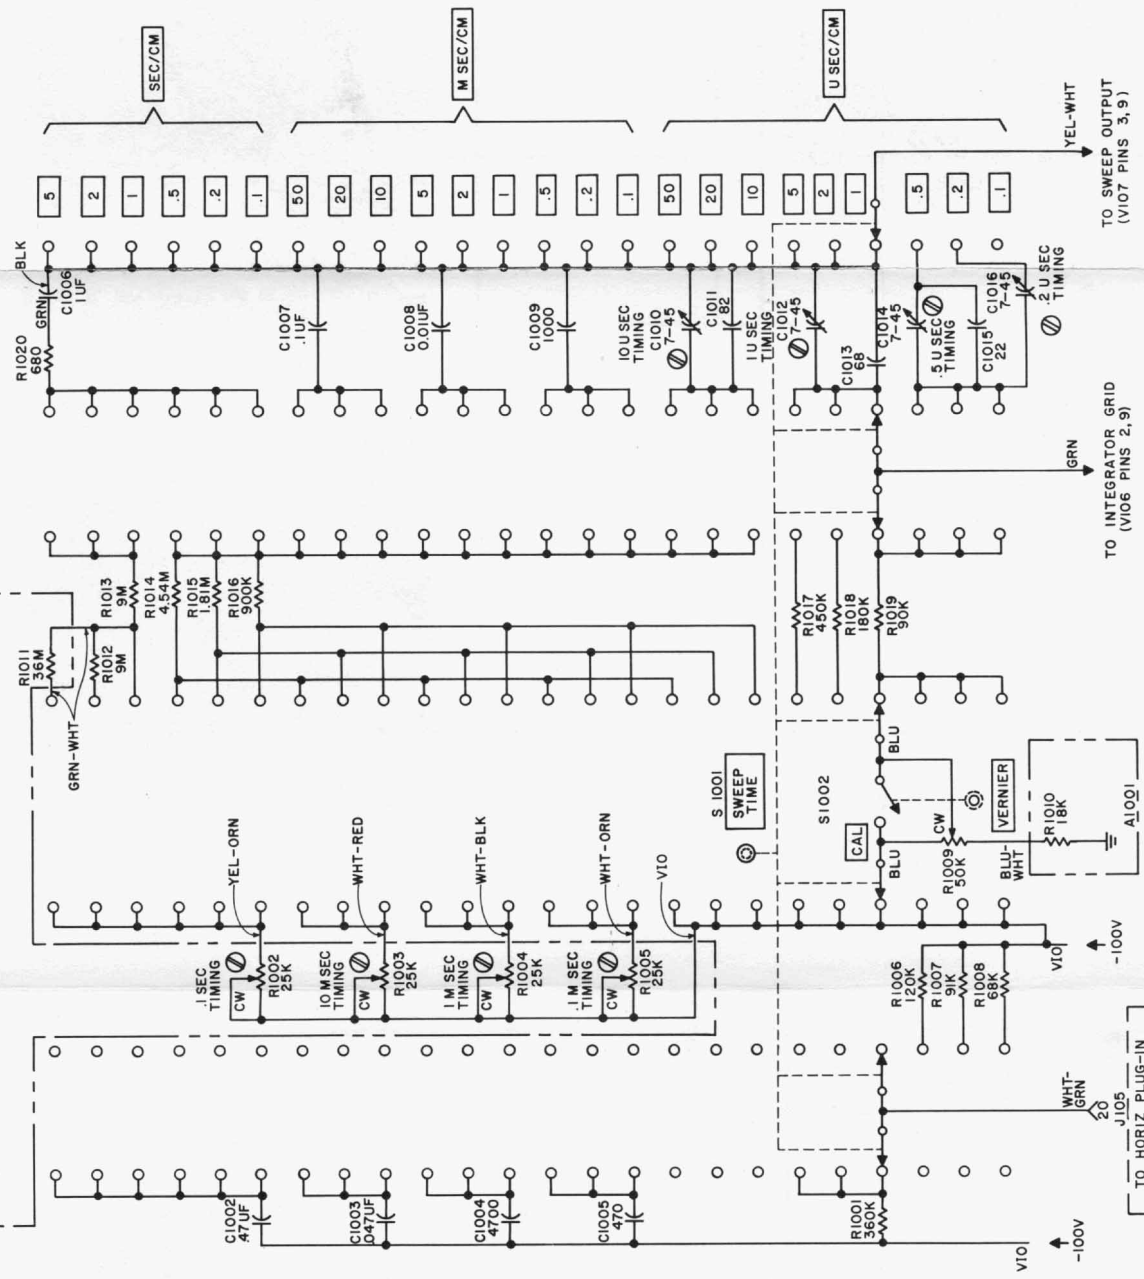 SEC/CM
M SEC/CM
U SEC/CM
5
2
1
.5
.2
.1
50
20
10
5
2
.1
.5
.2
.1
50
20
10
5
2
.1
.5
.2
.1
YEL-WHT
TO SWEEP OUTPUT
(V107 PINS 3,9)
BLK
GRN
C1006
1UF
R1020
680
C1007
.1UF
C1008
0.01UF
C1009
1000
10 U SEC
TIMING
C1010
7-45
C1011
82
1 U SEC
TIMING
C1012
7-45
C1013
68
C1014
7-45
.5 U SEC
TIMING
C1015
22
C1016
7-45
.2 U SEC
TIMING
GRN
TO INTEGRATOR GRID
(V106 PINS 2,9)
R1011
36M
R1012
9M
R1013
9M
R1014
4.54M
R1015
1.81M
R1016
900K
R1017
450K
R1018
180K
R1019
90K
GRN-WHT
S 1001
SWEEP
TIME
S1002
CAL
BLU
BLU
CW
R1009
50K
VERNIER
BLU-
WHT
R1010
18K
A1001
YEL-ORN
WHT-RED
WHT-BLK
WHT-ORN
VIO
.1 SEC
TIMING
CW
R1002
25K
10 M SEC
TIMING
CW
R1003
25K
1 M SEC
TIMING
CW
R1004
25K
.1 M SEC
TIMING
CW
R1005
25K
R1006
120K
R1007
91K
R1008
68K
VIO
-100V
C1002
.47UF
C1003
.047UF
C1004
4700
C1005
470
R1001
360K
WHT-
GRN
20
J105
TO HORIZ PLUG-IN
VIO
-100V